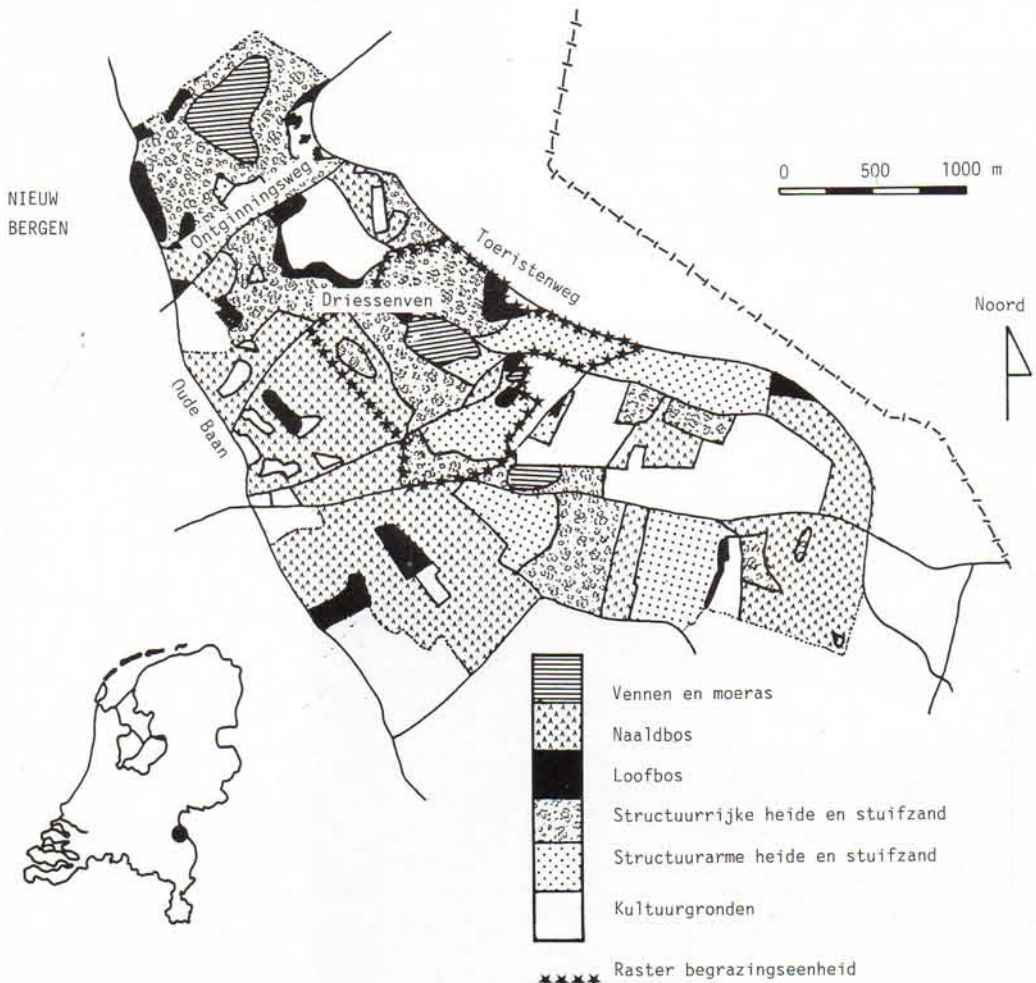 NIEUW
BERGEN
Ontginningsweg
Toeristenweg
Driessenven
Oude Baan
0 500 1000 m
Noord
Vennen en moeras
Naaldbos
Loofbos
Structuurrijke heide en stuifzand
Structuurarme heide en stuifzand
Kultuurgronden
Raster begrazingseenheid